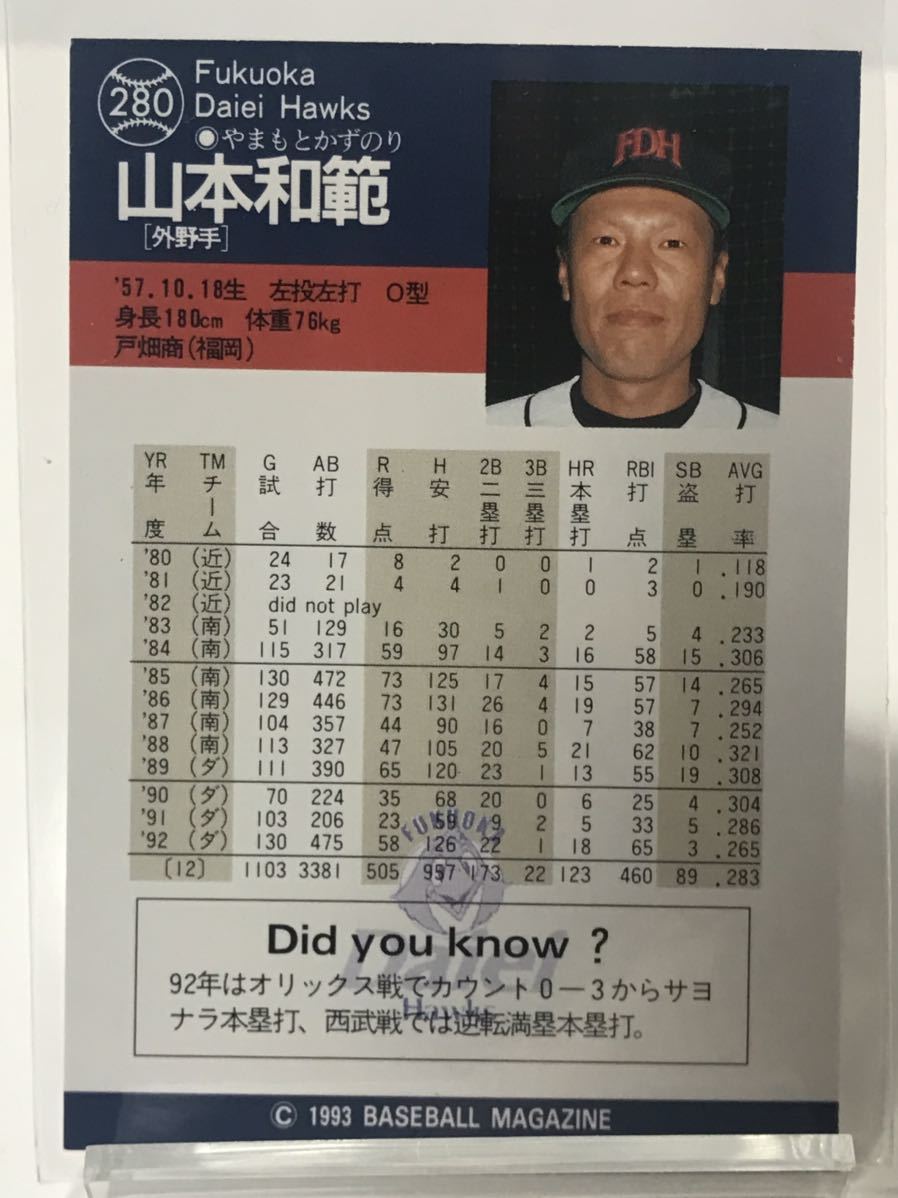 280
Fukuoka
Daiei Hawks
●やまもとかずのり
山本和範
[外野手]
FDH
'57.10.18生 左投左打 O型
身長180cm 体重76kg
戸畑商(福岡)
YR TM G AB R H 2B 3B HR RBI SB AVG
年度 チーム 試合 打数 得点 安打 二塁打 三塁打 本塁打 打点 盗塁 打率
'80 (近) 24 17 8 2 0 0 1 2 1 .118
'81 (近) 23 21 4 4 1 0 0 3 0 .190
'82 (近) did not play
'83 (南) 51 129 16 30 5 2 2 5 4 .233
'84 (南) 115 317 59 97 14 3 16 58 15 .306
'85 (南) 130 472 73 125 17 4 15 57 14 .265
'86 (南) 129 446 73 131 26 4 19 57 7 .294
'87 (南) 104 357 44 90 16 0 7 38 7 .252
'88 (南) 113 327 47 105 20 5 21 62 10 .321
'89 (ダ) 111 390 65 120 23 1 13 55 19 .308
'90 (ダ) 70 224 35 68 20 0 6 25 4 .304
'91 (ダ) 103 206 23 59 9 2 5 33 5 .286
'92 (ダ) 130 475 58 126 22 1 18 65 3 .265
[12] 1103 3381 505 957 173 22 123 460 89 .283
FUKUOKA
Daiei
Hawks
Did you know ?
92年はオリックス戦でカウント0－3からサヨ
ナラ本塁打、西武戦では逆転満塁本塁打。
© 1993 BASEBALL MAGAZINE